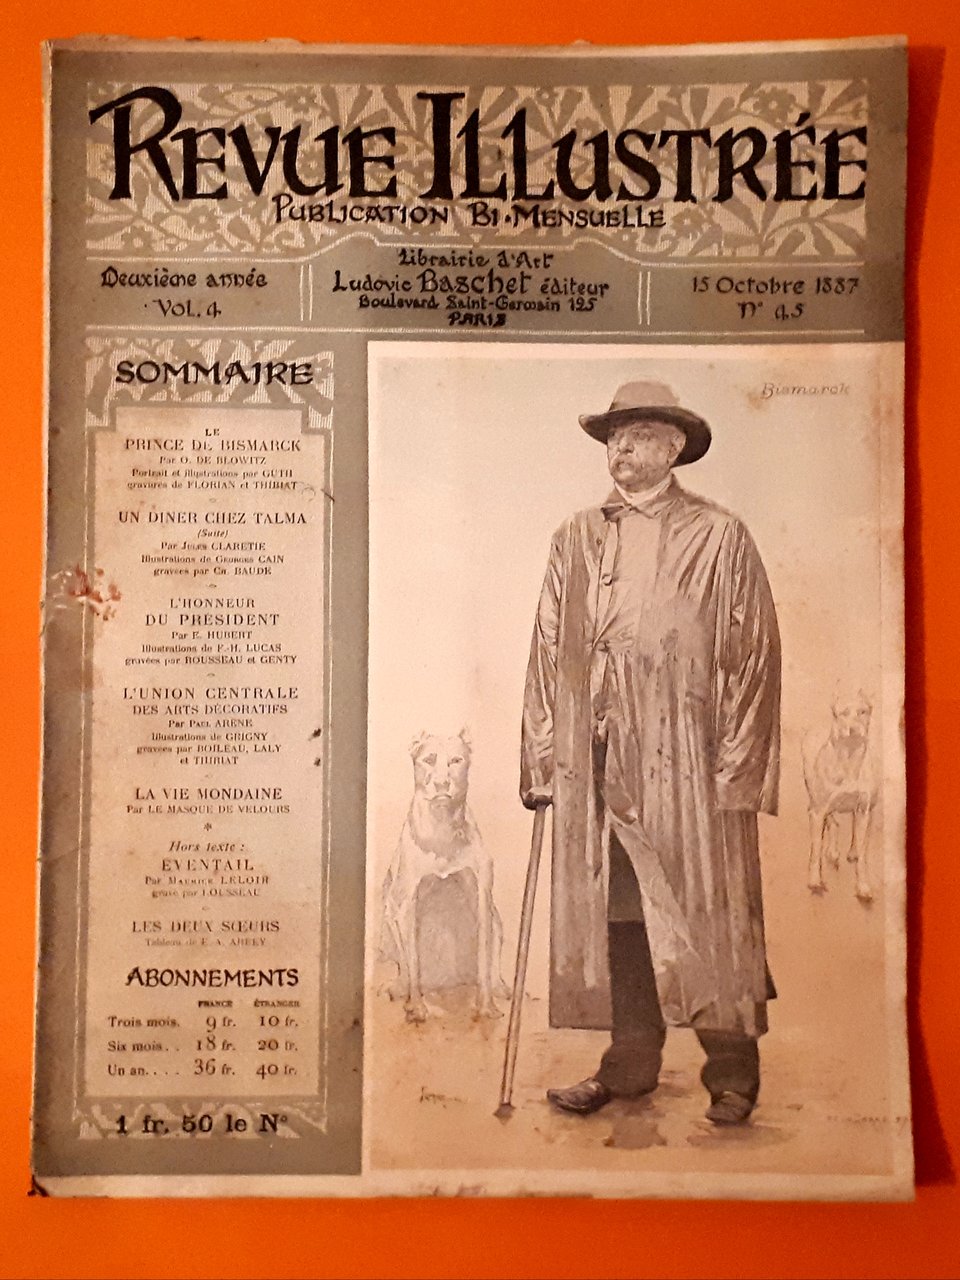 REVUE ILLUSTRÉE
PUBLICATION BI-MENSUELLE
Deuxième année
VOL. 4
Librairie d'Art
Ludovic Baschet éditeur
Boulevard Saint-Germain 125
PARIS
15 Octobre 1887
N° 45
SOMMAIRE
LE
PRINCE DE BISMARCK
Par O. DE BLOWITZ
Portrait et illustrations par GUTH
gravures de FLORIAN et THIRIAT
UN DINER CHEZ TALMA
(Suite)
Par JULES CLARETIE
Illustrations de GEORGES CAIN
gravées par CH. BAUDE
L'HONNEUR
DU PRÉSIDENT
Par E. HUBERT
Illustrations de F.-H. LUCAS
gravées par ROUSSEAU et GENTY
L'UNION CENTRALE
DES ARTS DÉCORATIFS
Par PAUL ARÈNE
Illustrations de GRIGNY
gravées par BOILEAU, LALY
et THIRIAT
LA VIE MONDAINE
Par LE MASQUE DE VELOURS
*
Hors texte :
ÉVENTAIL
Par MAURICE LELOIR
gravé par ROUSSEAU
LES DEUX SŒURS
Tableau de E. A.
ABONNEMENTS
FRANCE ÉTRANGER
Trois mois. 9 fr. 10 fr.
Six mois. . 18 fr. 20 fr.
Un an. . . . 36 fr. 40 fr.
1 fr. 50 le N°
Bismarck